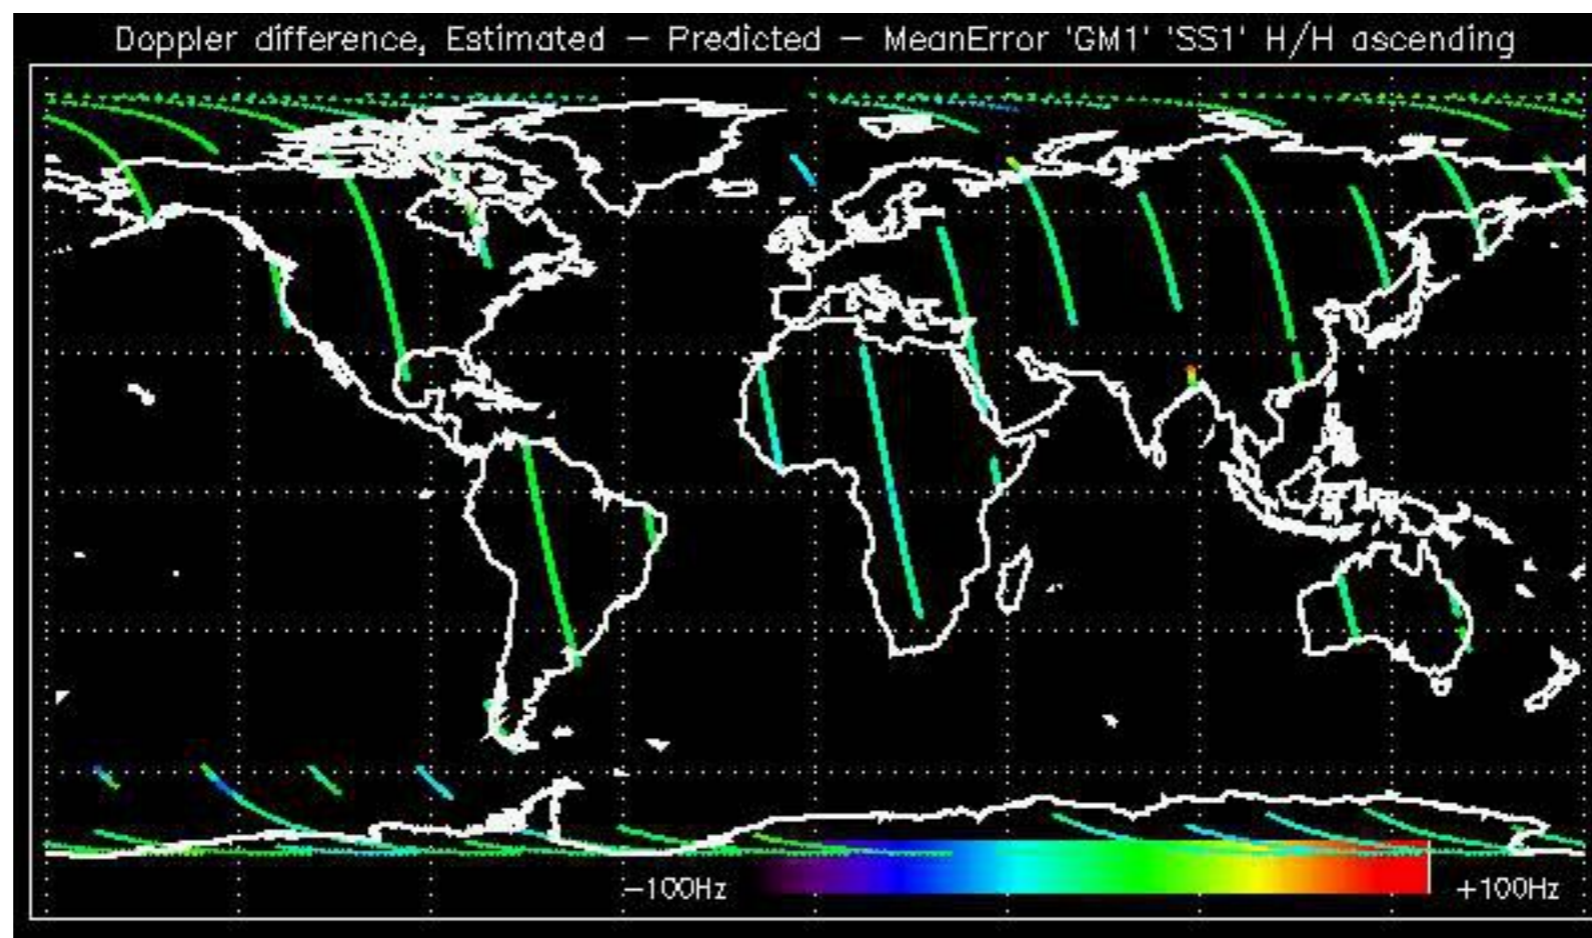 Doppler difference, Estimated – Predicted – MeanError 'GM1' 'SS1' H/H ascending
–100Hz
+100Hz